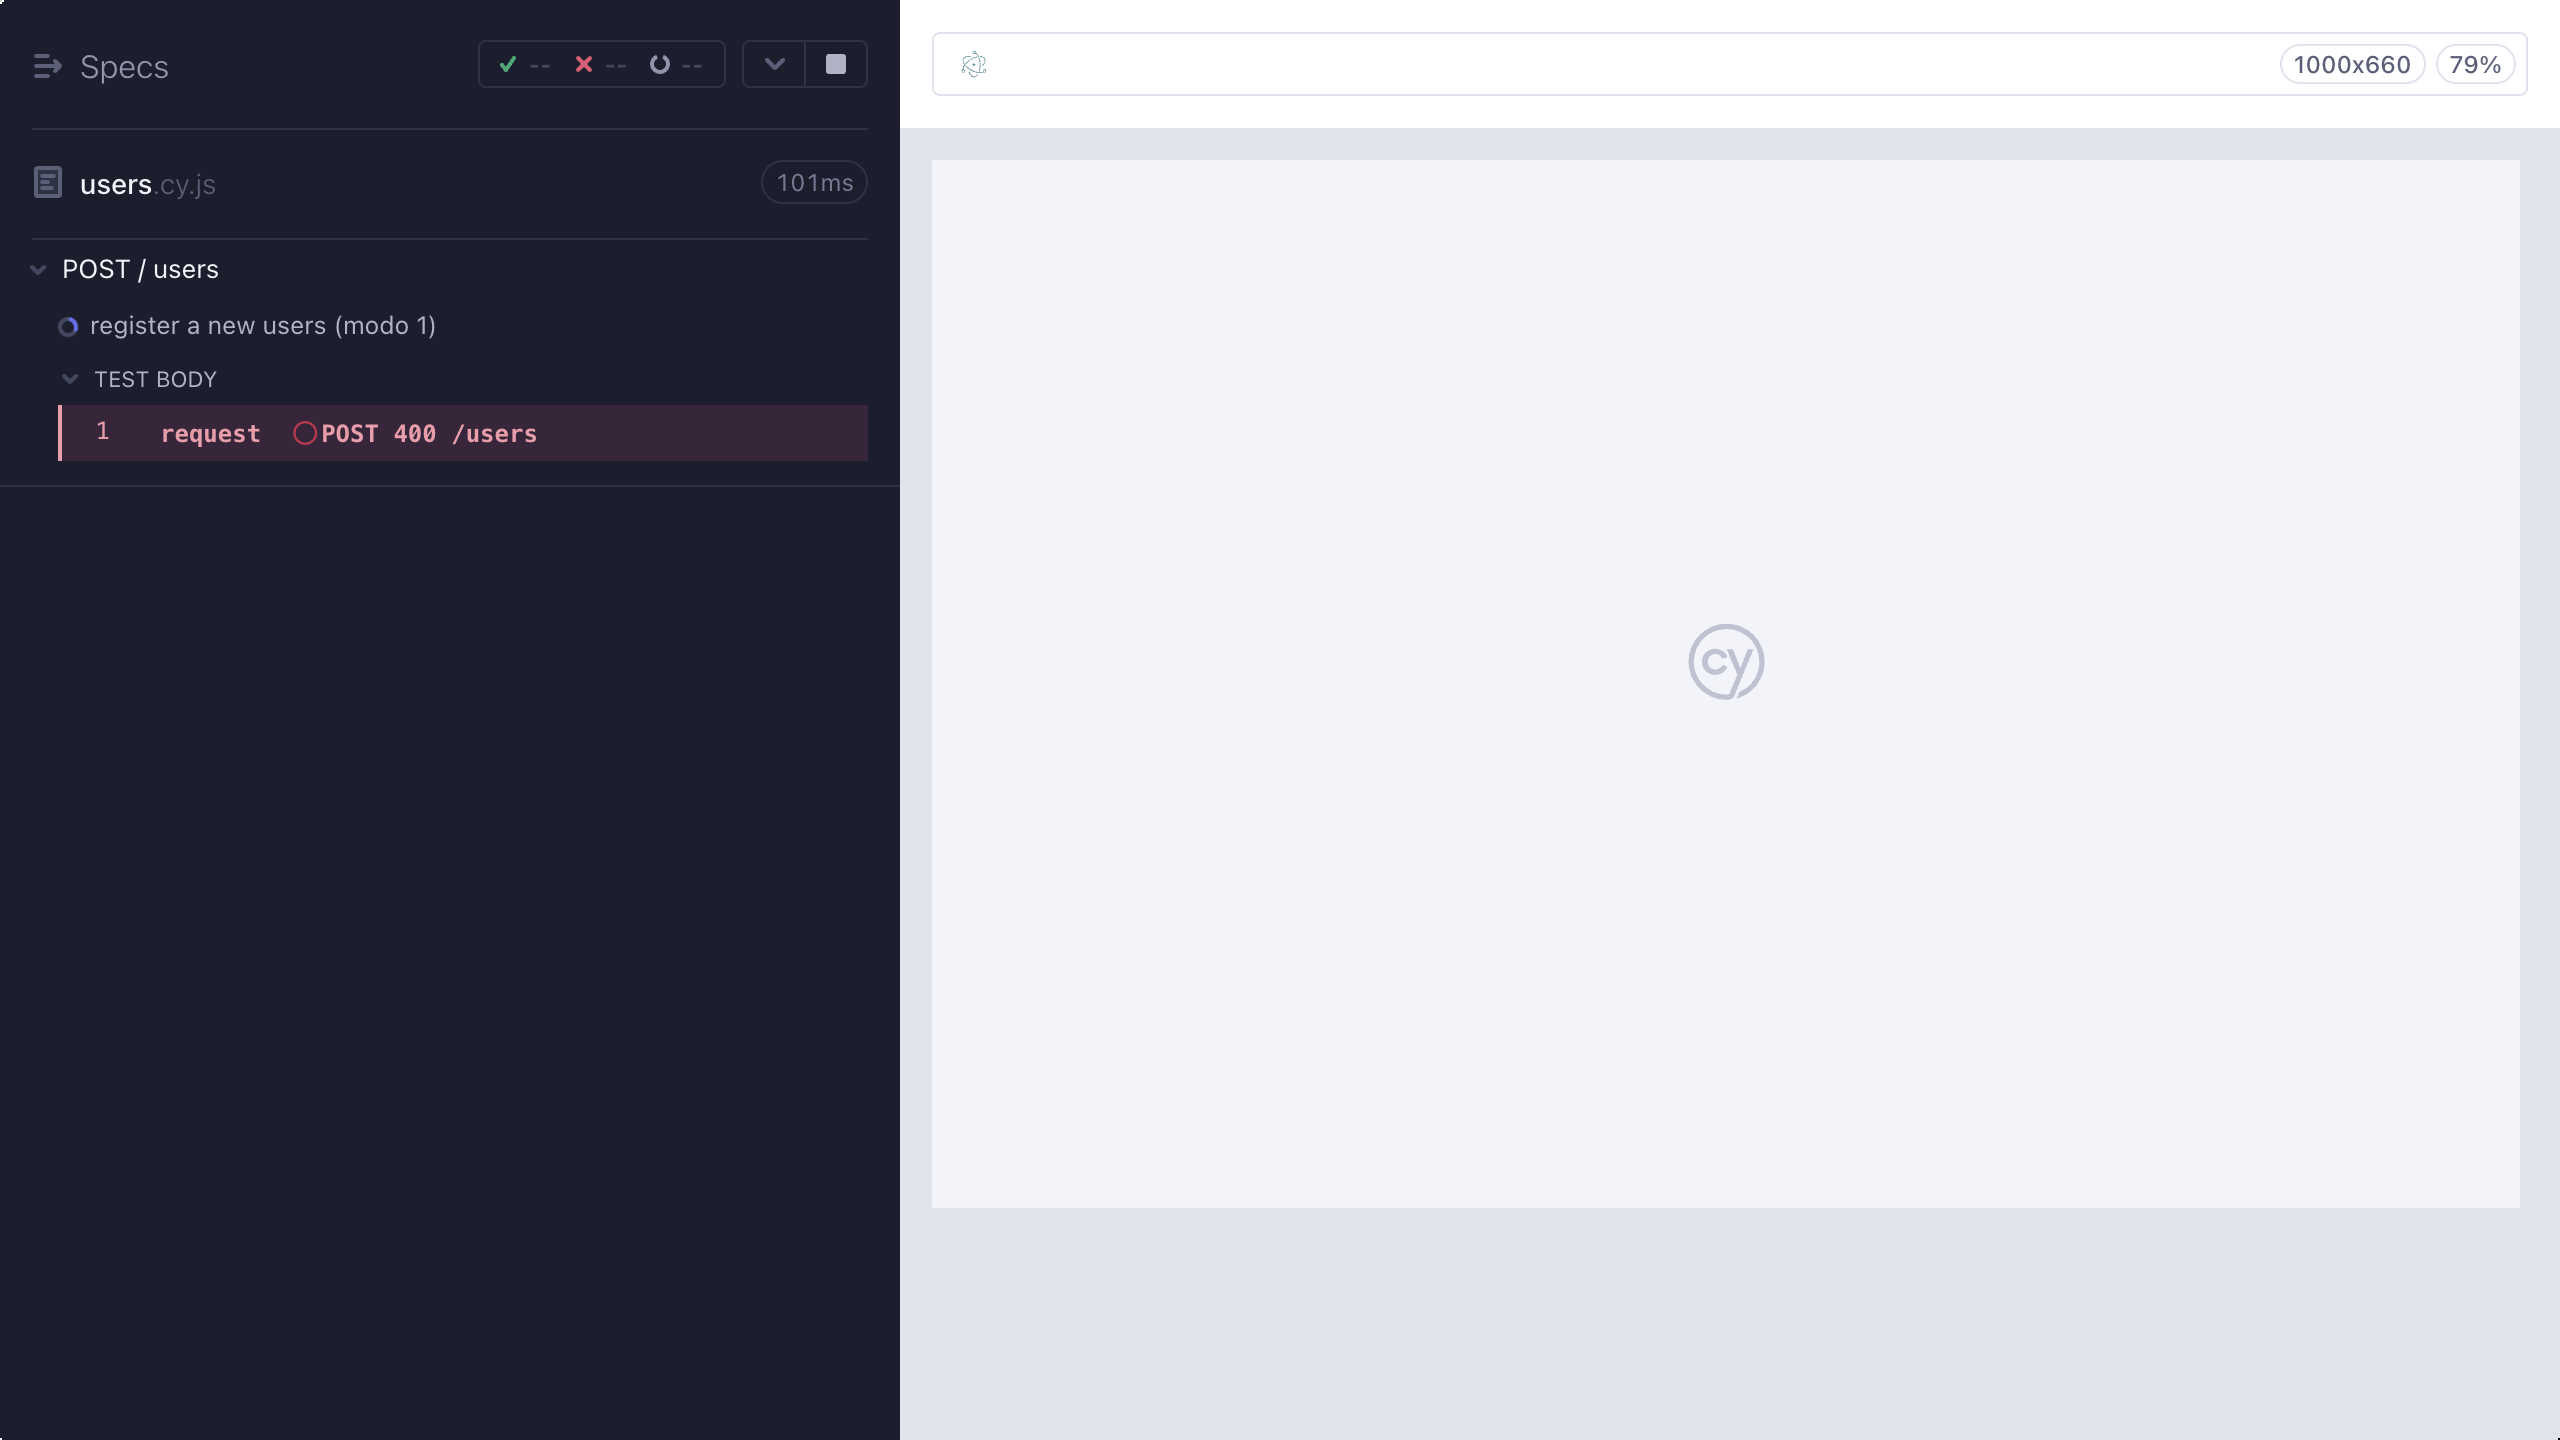 Specs
--
--
--
1000x660
79%
users.cy.js
101ms
POST / users
register a new users (modo 1)
TEST BODY
1 request POST 400 /users
cy